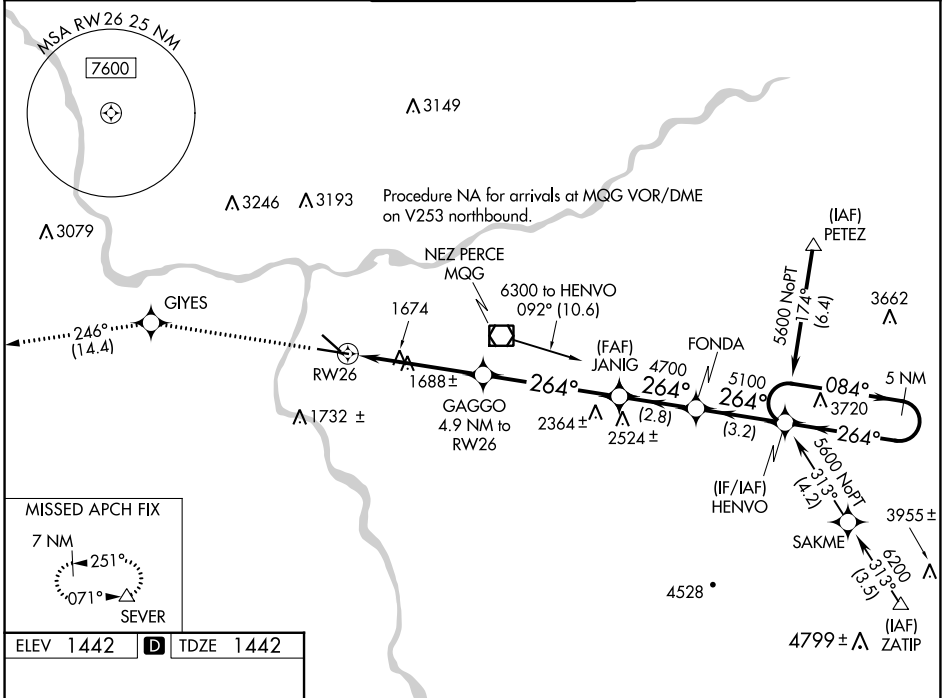 MSA RW26 25 NM
7600
3149
3246
3193
3079
Procedure NA for arrivals at MQG VOR/DME
on V253 northbound.
(IAF)
PETEZ
NEZ PERCE
MQG
6300 to HENVO
092° (10.6)
5600 NoPT
174°
(6.4)
3662
GIYES
246°
(14.4)
1674
(FAF)
JANIG
4700
FONDA
5100
084°
5 NM
3720
RW26
1688±
264°
264°
264°
264°
(2.8)
(3.2)
GAGGO
4.9 NM to
RW26
1732 ±
2364±
2524±
(IF/IAF)
HENVO
5600 NoPT
313°
(4.2)
SAKME
3955±
6200
313°
(3.5)
(IAF)
ZATIP
4528
4799±
MISSED APCH FIX
7 NM
251°
071°
SEVER
ELEV 1442 D TDZE 1442